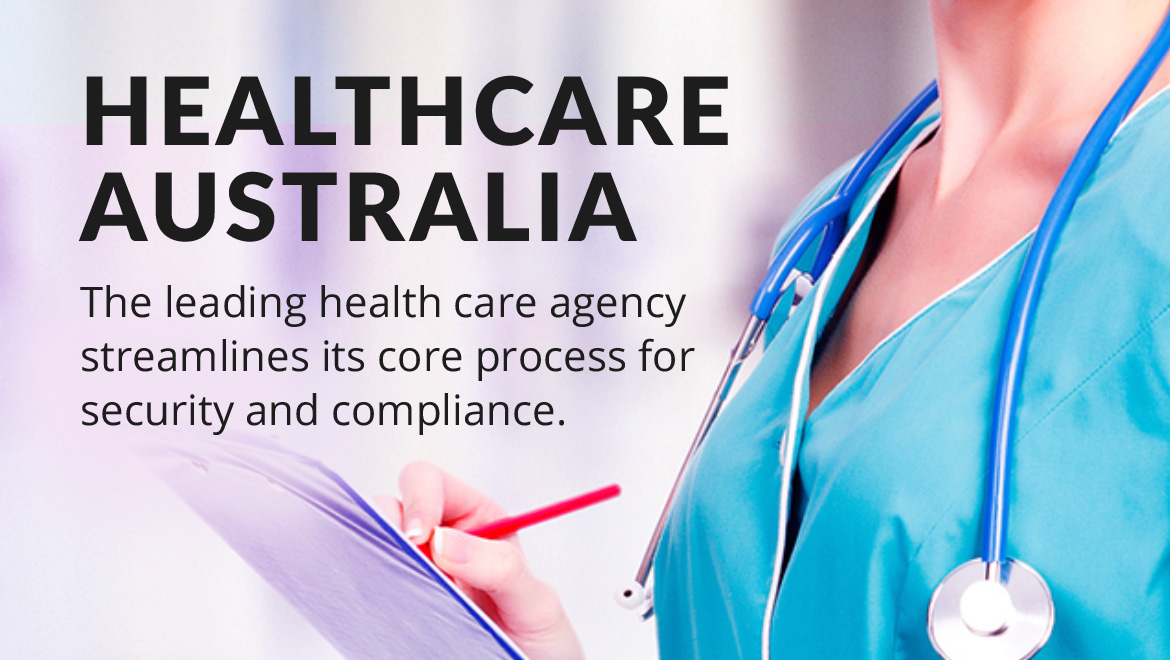 HEALTHCARE
AUSTRALIA
The leading health care agency
streamlines its core process for
security and compliance.